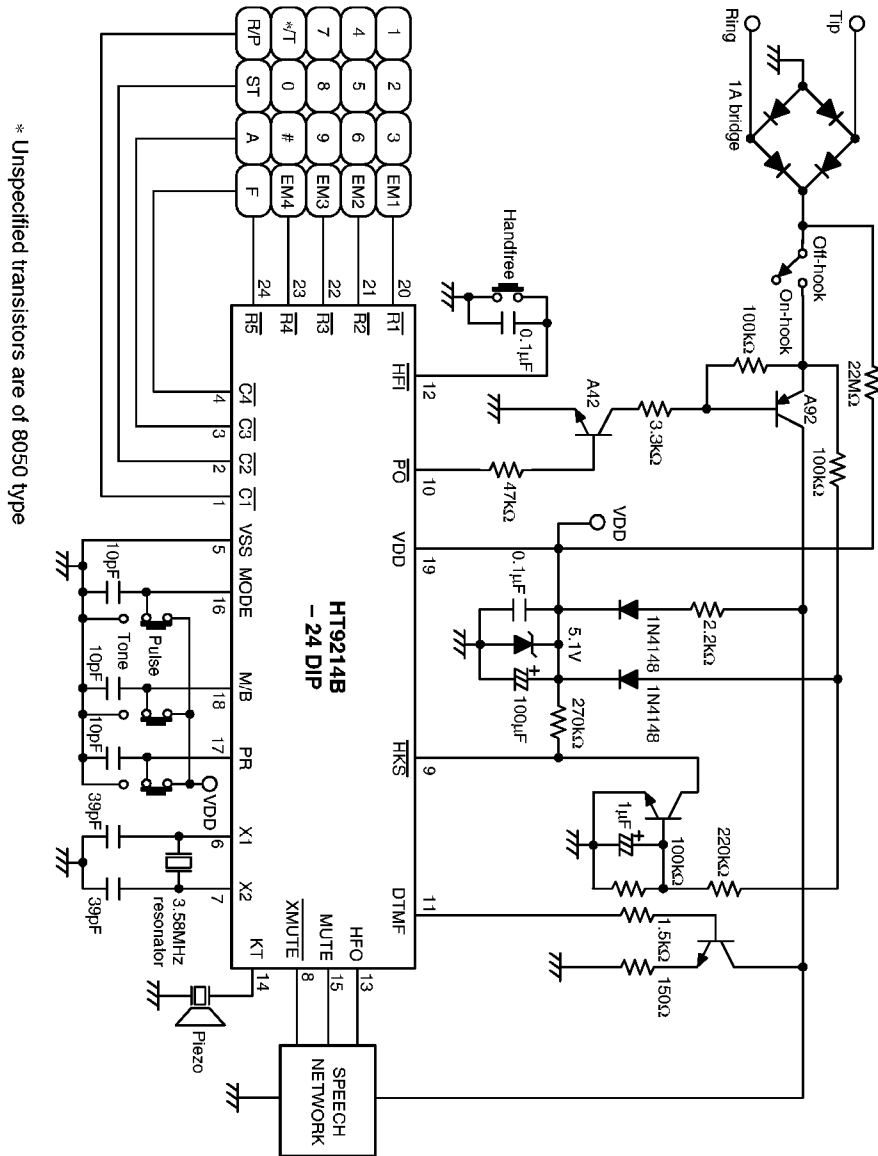 Tip
Ring
1A bridge
Off-hook
On-hook
22MΩ
100kΩ
A92
100kΩ
3.3kΩ
A42
47kΩ
Handfree
0.1µF
VDD
2.2kΩ
1N4148
1N4148
0.1µF
5.1V
100µF
+
270kΩ
1µF
+
100kΩ
220kΩ
1.5kΩ
150Ω
1
2
3
EM1
4
5
6
EM2
7
8
9
EM3
*/T
0
#
EM4
R/P
ST
A
F
20
21
22
23
24
12
10
19
9
11
R1
R2
R3
R4
R5
HFI
PO
VDD
HKS
DTMF
HT9214B
– 24 DIP
HFO
MUTE
XMUTE
KT
13
15
8
14
C4
C3
C2
C1
VSS
MODE
M/B
PR
X1
X2
4
3
2
1
5
16
18
17
6
7
10pF
Pulse
Tone
10pF
10pF
VDD
39pF
39pF
3.58MHz
resonator
Piezo
SPEECH
NETWORK
* Unspecified transistors are of 8050 type